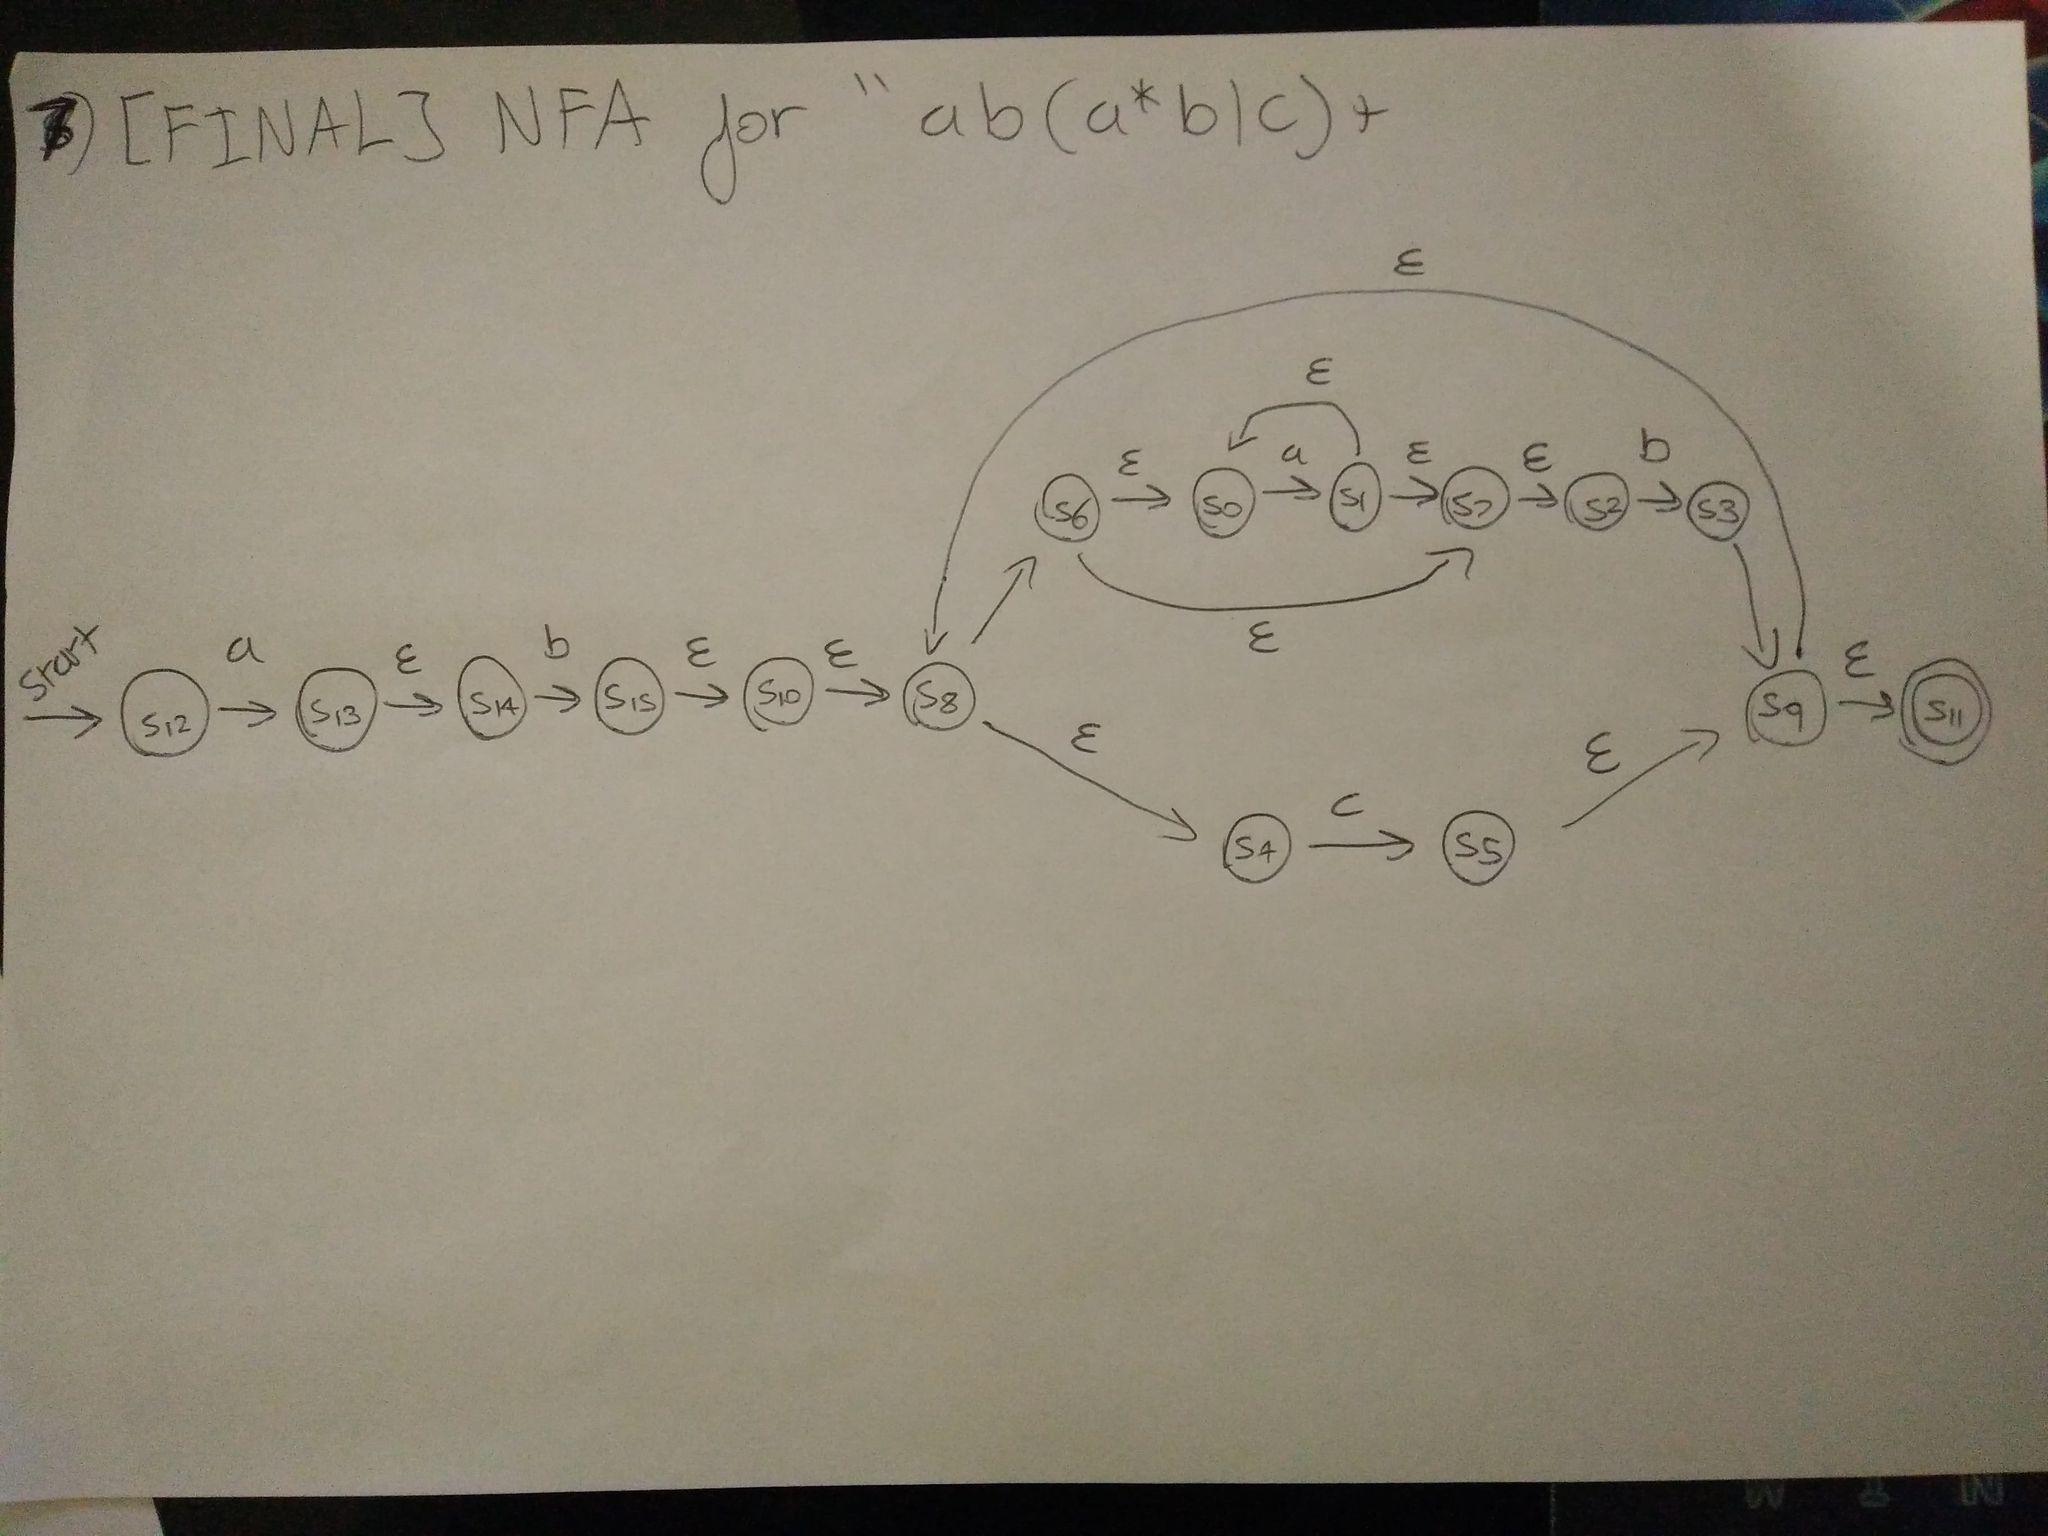 7) [FINAL] NFA for " ab(a*b|c)+
ε
ε
ε a ε ε b
S6 S0 S1 S7 S2 S3
ε
Start a ε b ε ε ε
S12 S13 S14 S15 S10 S8 S9 S11
ε ε
c
S4 S5
N I M